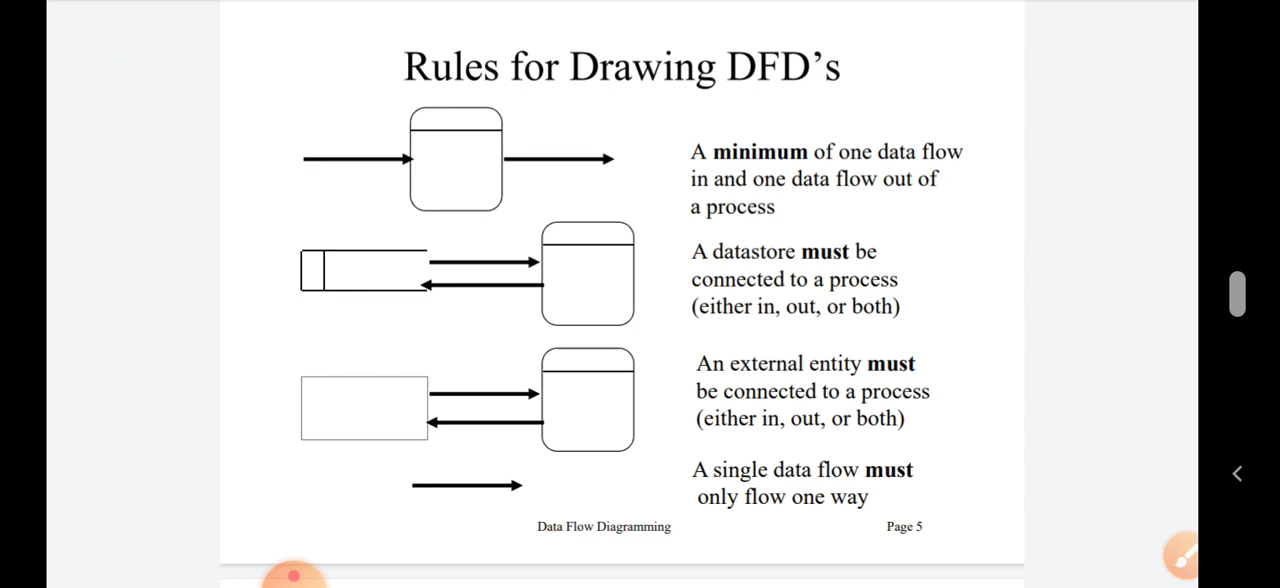 Rules for Drawing DFD’s
A minimum of one data flow
in and one data flow out of
a process
A datastore must be
connected to a process
(either in, out, or both)
An external entity must
be connected to a process
(either in, out, or both)
A single data flow must
only flow one way
Data Flow Diagramming
Page 5